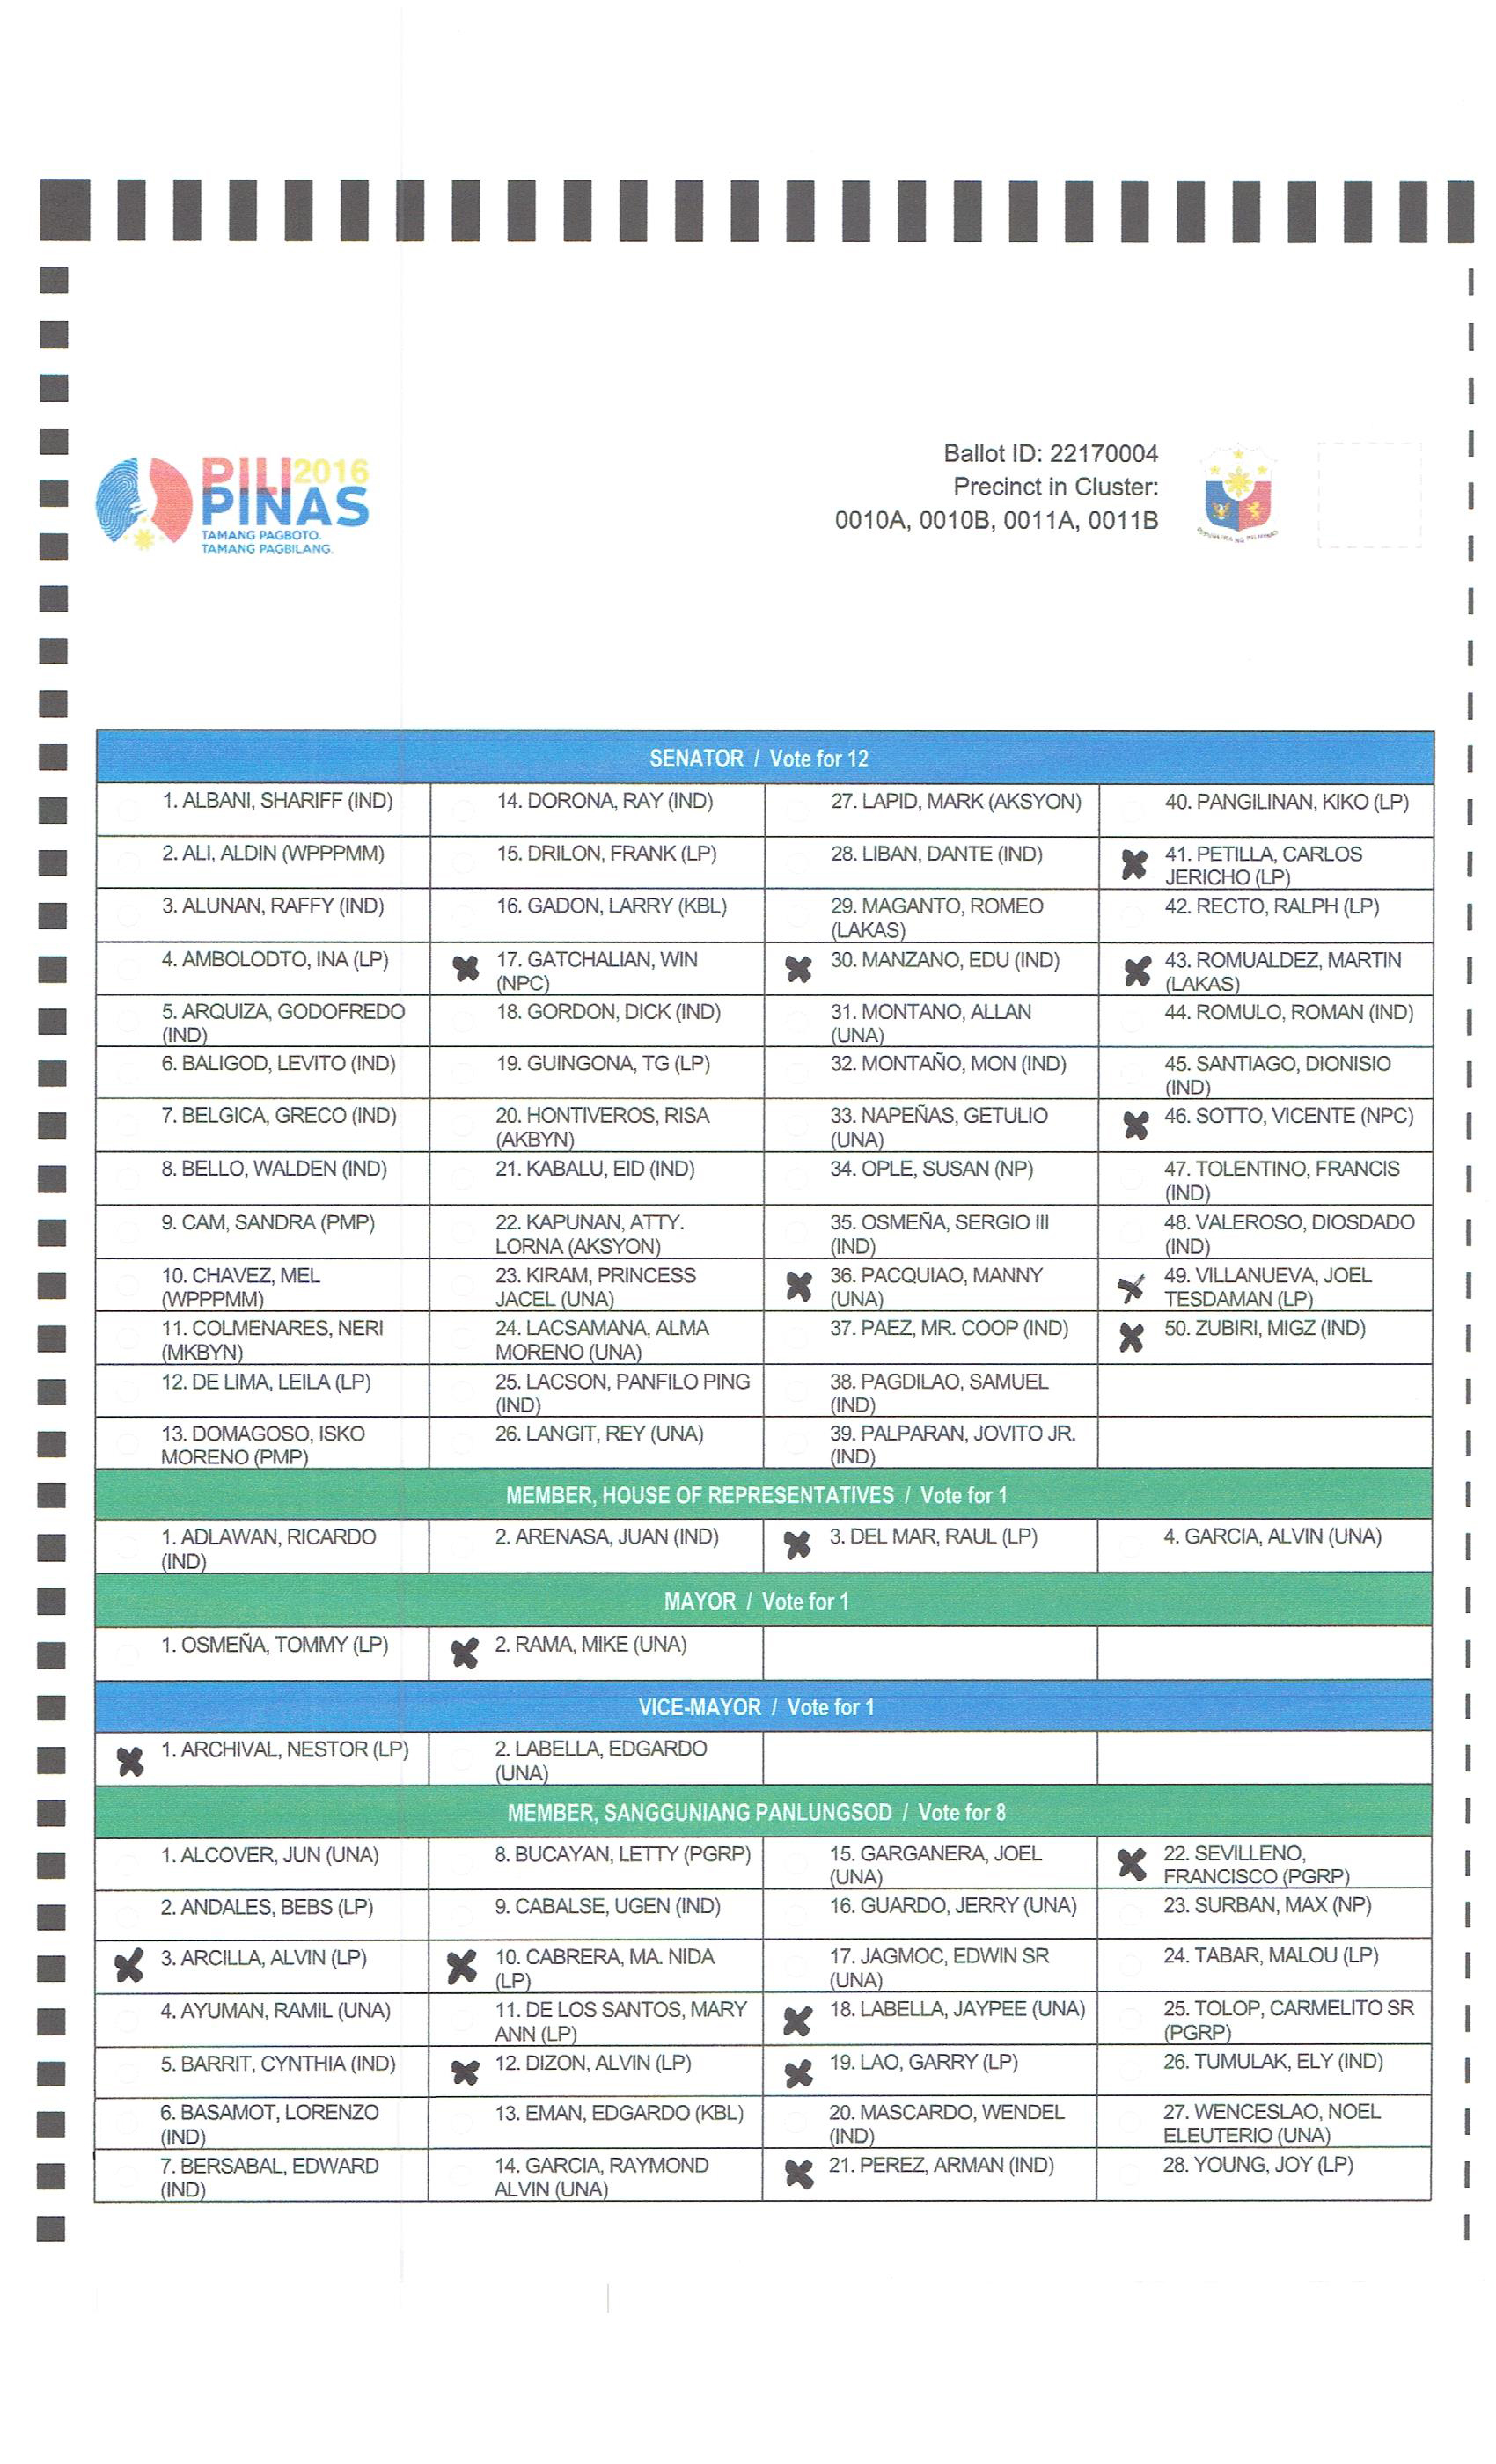 PILI2016
PINAS
TAMANG PAGBOTO.
TAMANG PAGBILANG.
Ballot ID: 22170004
Precinct in Cluster:
0010A, 0010B, 0011A, 0011B
SENATOR / Vote for 12
1. ALBANI, SHARIFF (IND)
2. ALI, ALDIN (WPPPMM)
3. ALUNAN, RAFFY (IND)
4. AMBOLODTO, INA (LP)
5. ARQUIZA, GODOFREDO
(IND)
6. BALIGOD, LEVITO (IND)
7. BELGICA, GRECO (IND)
8. BELLO, WALDEN (IND)
9. CAM, SANDRA (PMP)
10. CHAVEZ, MEL
(WPPPMM)
11. COLMENARES, NERI
(MKBYN)
12. DE LIMA, LEILA (LP)
13. DOMAGOSO, ISKO
MORENO (PMP)
14. DORONA, RAY (IND)
15. DRILON, FRANK (LP)
16. GADON, LARRY (KBL)
17. GATCHALIAN, WIN
(NPC)
18. GORDON, DICK (IND)
19. GUINGONA, TG (LP)
20. HONTIVEROS, RISA
(AKBYN)
21. KABALU, EID (IND)
22. KAPUNAN, ATTY.
LORNA (AKSYON)
23. KIRAM, PRINCESS
JACEL (UNA)
24. LACSAMANA, ALMA
MORENO (UNA)
25. LACSON, PANFILO PING
(IND)
26. LANGIT, REY (UNA)
27. LAPID, MARK (AKSYON)
28. LIBAN, DANTE (IND)
29. MAGANTO, ROMEO
(LAKAS)
30. MANZANO, EDU (IND)
31. MONTANO, ALLAN
(UNA)
32. MONTAÑO, MON (IND)
33. NAPEÑAS, GETULIO
(UNA)
34. OPLE, SUSAN (NP)
35. OSMEÑA, SERGIO III
(IND)
36. PACQUIAO, MANNY
(UNA)
37. PAEZ, MR. COOP (IND)
38. PAGDILAO, SAMUEL
(IND)
39. PALPARAN, JOVITO JR.
(IND)
40. PANGILINAN, KIKO (LP)
41. PETILLA, CARLOS
JERICHO (LP)
42. RECTO, RALPH (LP)
43. ROMUALDEZ, MARTIN
(LAKAS)
44. ROMULO, ROMAN (IND)
45. SANTIAGO, DIONISIO
(IND)
46. SOTTO, VICENTE (NPC)
47. TOLENTINO, FRANCIS
(IND)
48. VALEROSO, DIOSDADO
(IND)
49. VILLANUEVA, JOEL
TESDAMAN (LP)
50. ZUBIRI, MIGZ (IND)
MEMBER, HOUSE OF REPRESENTATIVES / Vote for 1
1. ADLAWAN, RICARDO
(IND)
2. ARENASA, JUAN (IND)
3. DEL MAR, RAUL (LP)
4. GARCIA, ALVIN (UNA)
MAYOR / Vote for 1
1. OSMEÑA, TOMMY (LP)
2. RAMA, MIKE (UNA)
VICE-MAYOR / Vote for 1
1. ARCHIVAL, NESTOR (LP)
2. LABELLA, EDGARDO
(UNA)
MEMBER, SANGGUNIANG PANLUNGSOD / Vote for 8
1. ALCOVER, JUN (UNA)
2. ANDALES, BEBS (LP)
3. ARCILLA, ALVIN (LP)
4. AYUMAN, RAMIL (UNA)
5. BARRIT, CYNTHIA (IND)
6. BASAMOT, LORENZO
(IND)
7. BERSABAL, EDWARD
(IND)
8. BUCAYAN, LETTY (PGRP)
9. CABALSE, UGEN (IND)
10. CABRERA, MA. NIDA
(LP)
11. DE LOS SANTOS, MARY
ANN (LP)
12. DIZON, ALVIN (LP)
13. EMAN, EDGARDO (KBL)
14. GARCIA, RAYMOND
ALVIN (UNA)
15. GARGANERA, JOEL
(UNA)
16. GUARDO, JERRY (UNA)
17. JAGMOC, EDWIN SR
(UNA)
18. LABELLA, JAYPEE (UNA)
19. LAO, GARRY (LP)
20. MASCARDO, WENDEL
(IND)
21. PEREZ, ARMAN (IND)
22. SEVILLENO,
FRANCISCO (PGRP)
23. SURBAN, MAX (NP)
24. TABAR, MALOU (LP)
25. TOLOP, CARMELITO SR
(PGRP)
26. TUMULAK, ELY (IND)
27. WENCESLAO, NOEL
ELEUTERIO (UNA)
28. YOUNG, JOY (LP)